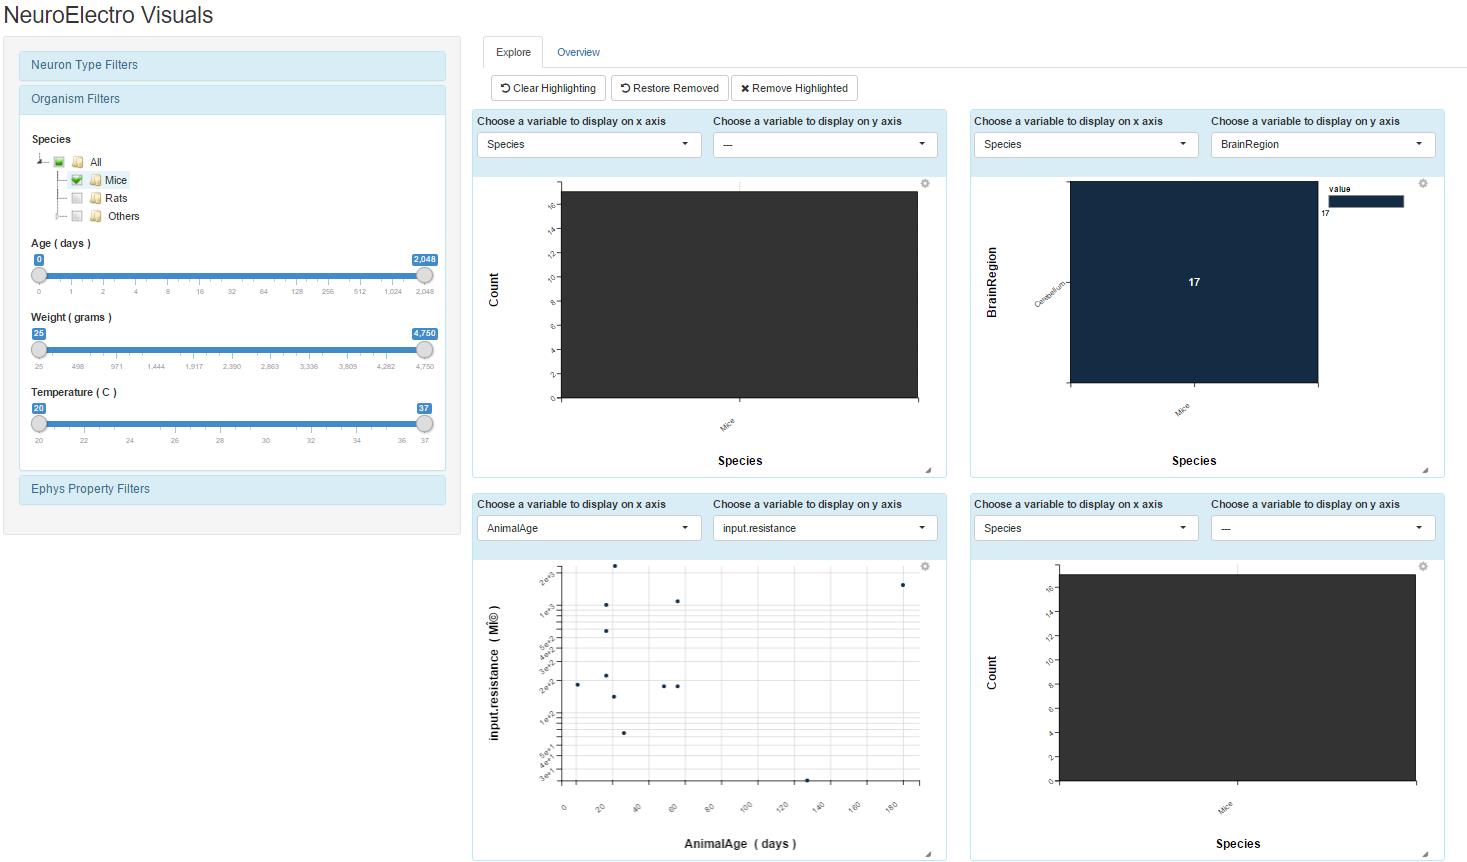 NeuroElectro Visuals
Neuron Type Filters
Organism Filters
Species
All
Mice
Rats
Others
Age ( days )
0 2,048
0 1 2 4 8 16 32 64 128 256 512 1,024 2,048
Weight ( grams )
25 4,750
25 498 971 1,444 1,917 2,390 2,863 3,336 3,809 4,282 4,750
Temperature ( C )
20 37
20 22 24 26 28 30 32 34 36 37
Ephys Property Filters
Explore Overview
Clear Highlighting Restore Removed Remove Highlighted
Choose a variable to display on x axis Choose a variable to display on y axis
Species ---
16
14
12
10
8
6
4
2
0
Count
Mice
Species
Choose a variable to display on x axis Choose a variable to display on y axis
Species BrainRegion
value
17
BrainRegion
Cerebellum
17
Mice
Species
Choose a variable to display on x axis Choose a variable to display on y axis
AnimalAge input.resistance
2e+3
1e+3
5e+2
4e+2
3e+2
2e+2
1e+2
5e+1
4e+1
3e+1
input.resistance ( MÎ© )
0 20 40 60 80 100 120 140 160 180
AnimalAge ( days )
Choose a variable to display on x axis Choose a variable to display on y axis
Species ---
16
14
12
10
8
6
4
2
0
Count
Mice
Species